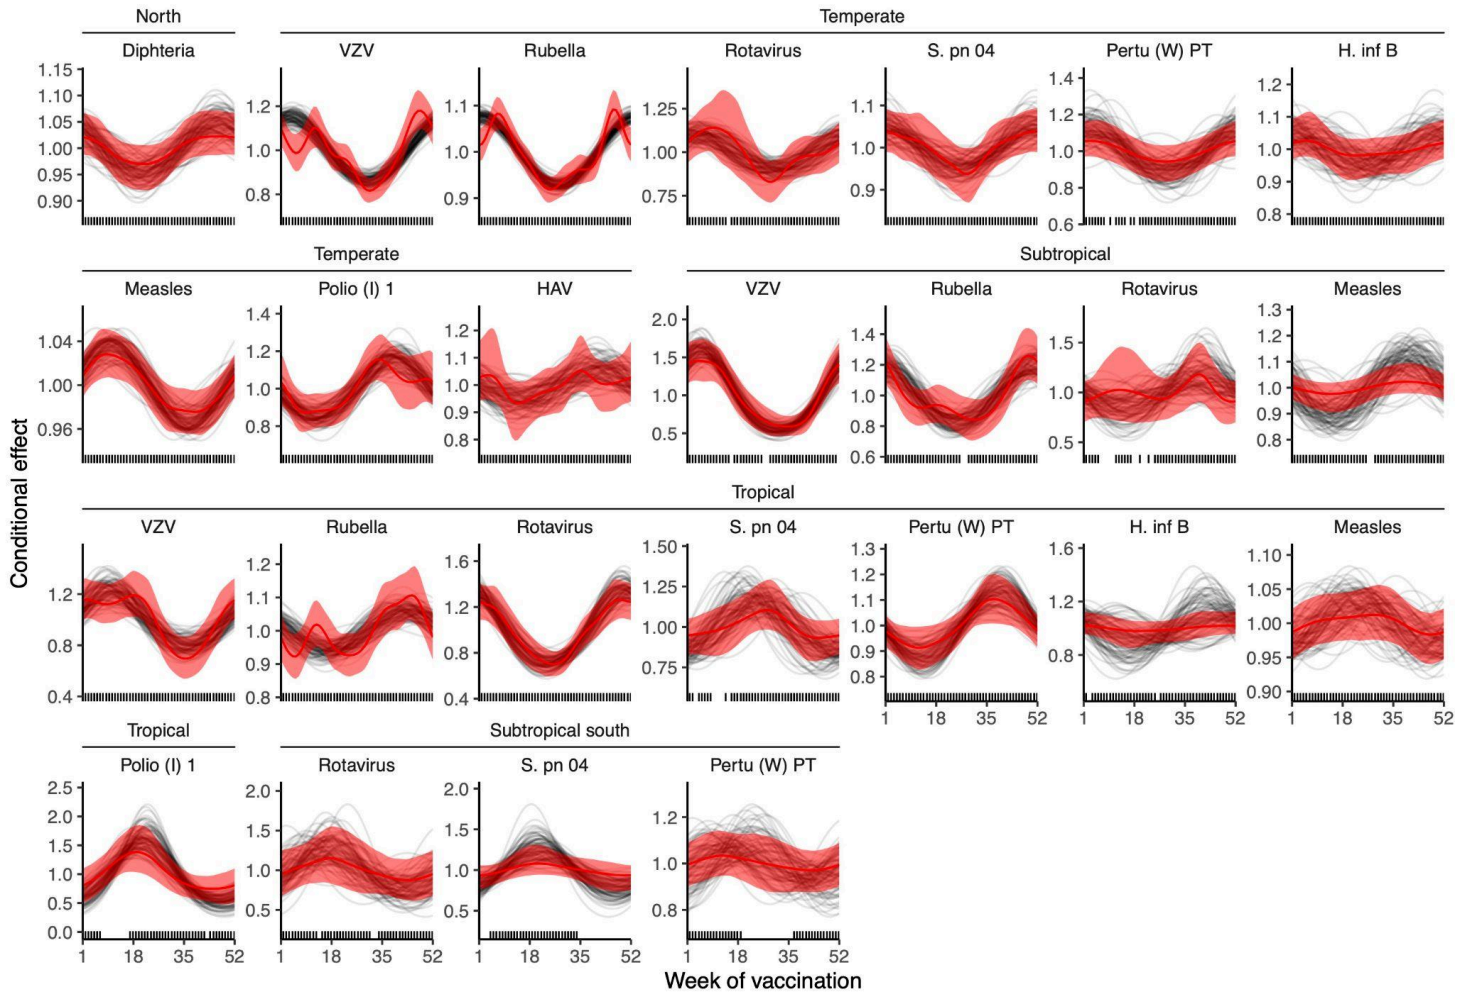 North
Temperate
Diphteria
VZV
Rubella
Rotavirus
S. pn 04
Pertu (W) PT
H. inf B
1.15
1.10
1.05
1.00
0.95
0.90
1.2
1.0
0.8
1.1
1.0
0.9
1.25
1.00
0.75
1.1
1.0
0.9
1.4
1.2
1.0
0.8
0.6
1.2
1.1
1.0
0.9
0.8
Temperate
Subtropical
Measles
Polio (I) 1
HAV
VZV
Rubella
Rotavirus
Measles
1.04
1.00
0.96
1.4
1.2
1.0
0.8
1.2
1.1
1.0
0.9
0.8
2.0
1.5
1.0
0.5
1.4
1.2
1.0
0.8
0.6
1.5
1.0
0.5
1.3
1.2
1.1
1.0
0.9
0.8
Conditional effect
Tropical
VZV
Rubella
Rotavirus
S. pn 04
Pertu (W) PT
H. inf B
Measles
1.2
0.8
0.4
1.2
1.1
1.0
0.9
0.8
1.6
1.2
0.8
0.4
1.50
1.25
1.00
0.75
1.3
1.2
1.1
1.0
0.9
0.8
1.6
1.2
0.8
1.10
1.05
1.00
0.95
0.90
1 18 35 52
1 18 35 52
1 18 35 52
Tropical
Subtropical south
Polio (I) 1
Rotavirus
S. pn 04
Pertu (W) PT
2.5
2.0
1.5
1.0
0.5
0.0
2.0
1.5
1.0
0.5
2.0
1.5
1.0
0.5
1.2
1.0
0.8
1 18 35 52
1 18 35 52
1 18 35 52
1 18 35 52
Week of vaccination